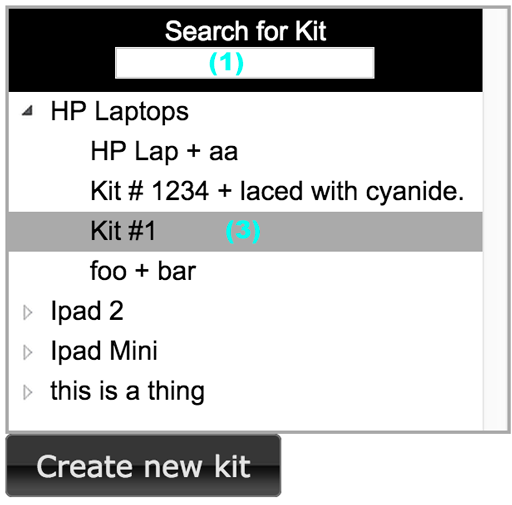 Search for Kit
(1)
HP Laptops
HP Lap + aa
Kit # 1234 + laced with cyanide.
Kit #1 (3)
foo + bar
Ipad 2
Ipad Mini
this is a thing
Create new kit